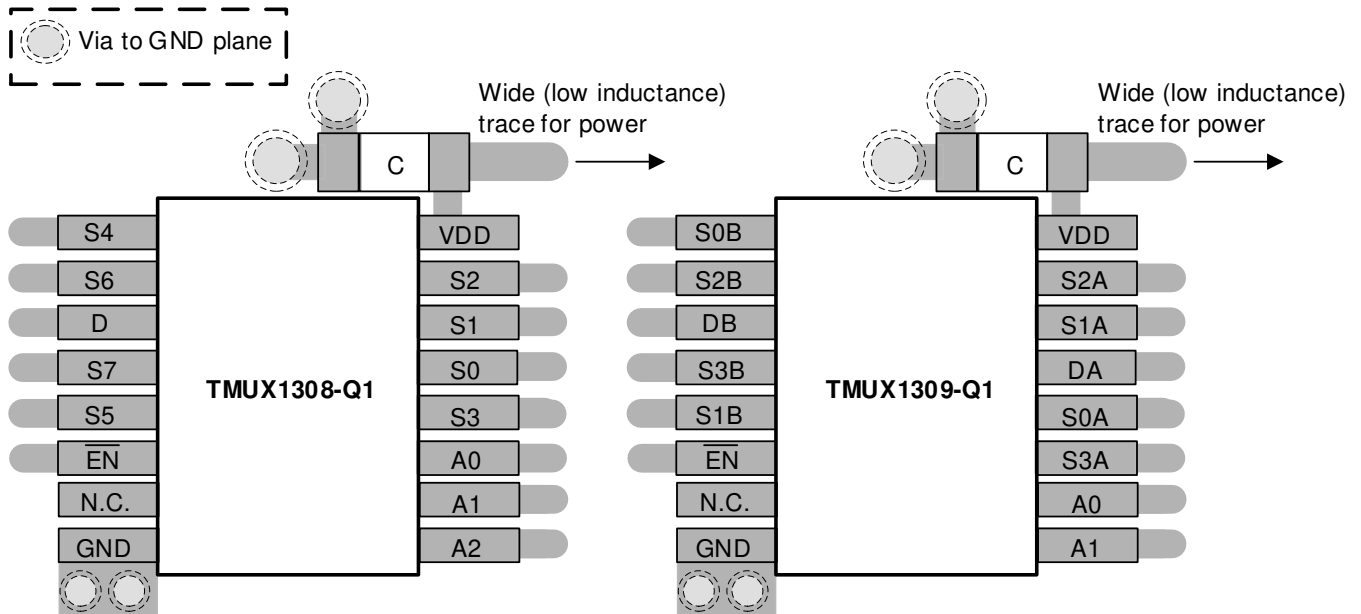 Via to GND plane
Wide (low inductance)
trace for power
C
S4
S6
D
S7
S5
E̅N̅
N.C.
GND
TMUX1308-Q1
VDD
S2
S1
S0
S3
A0
A1
A2
Wide (low inductance)
trace for power
C
S0B
S2B
DB
S3B
S1B
E̅N̅
N.C.
GND
TMUX1309-Q1
VDD
S2A
S1A
DA
S0A
S3A
A0
A1